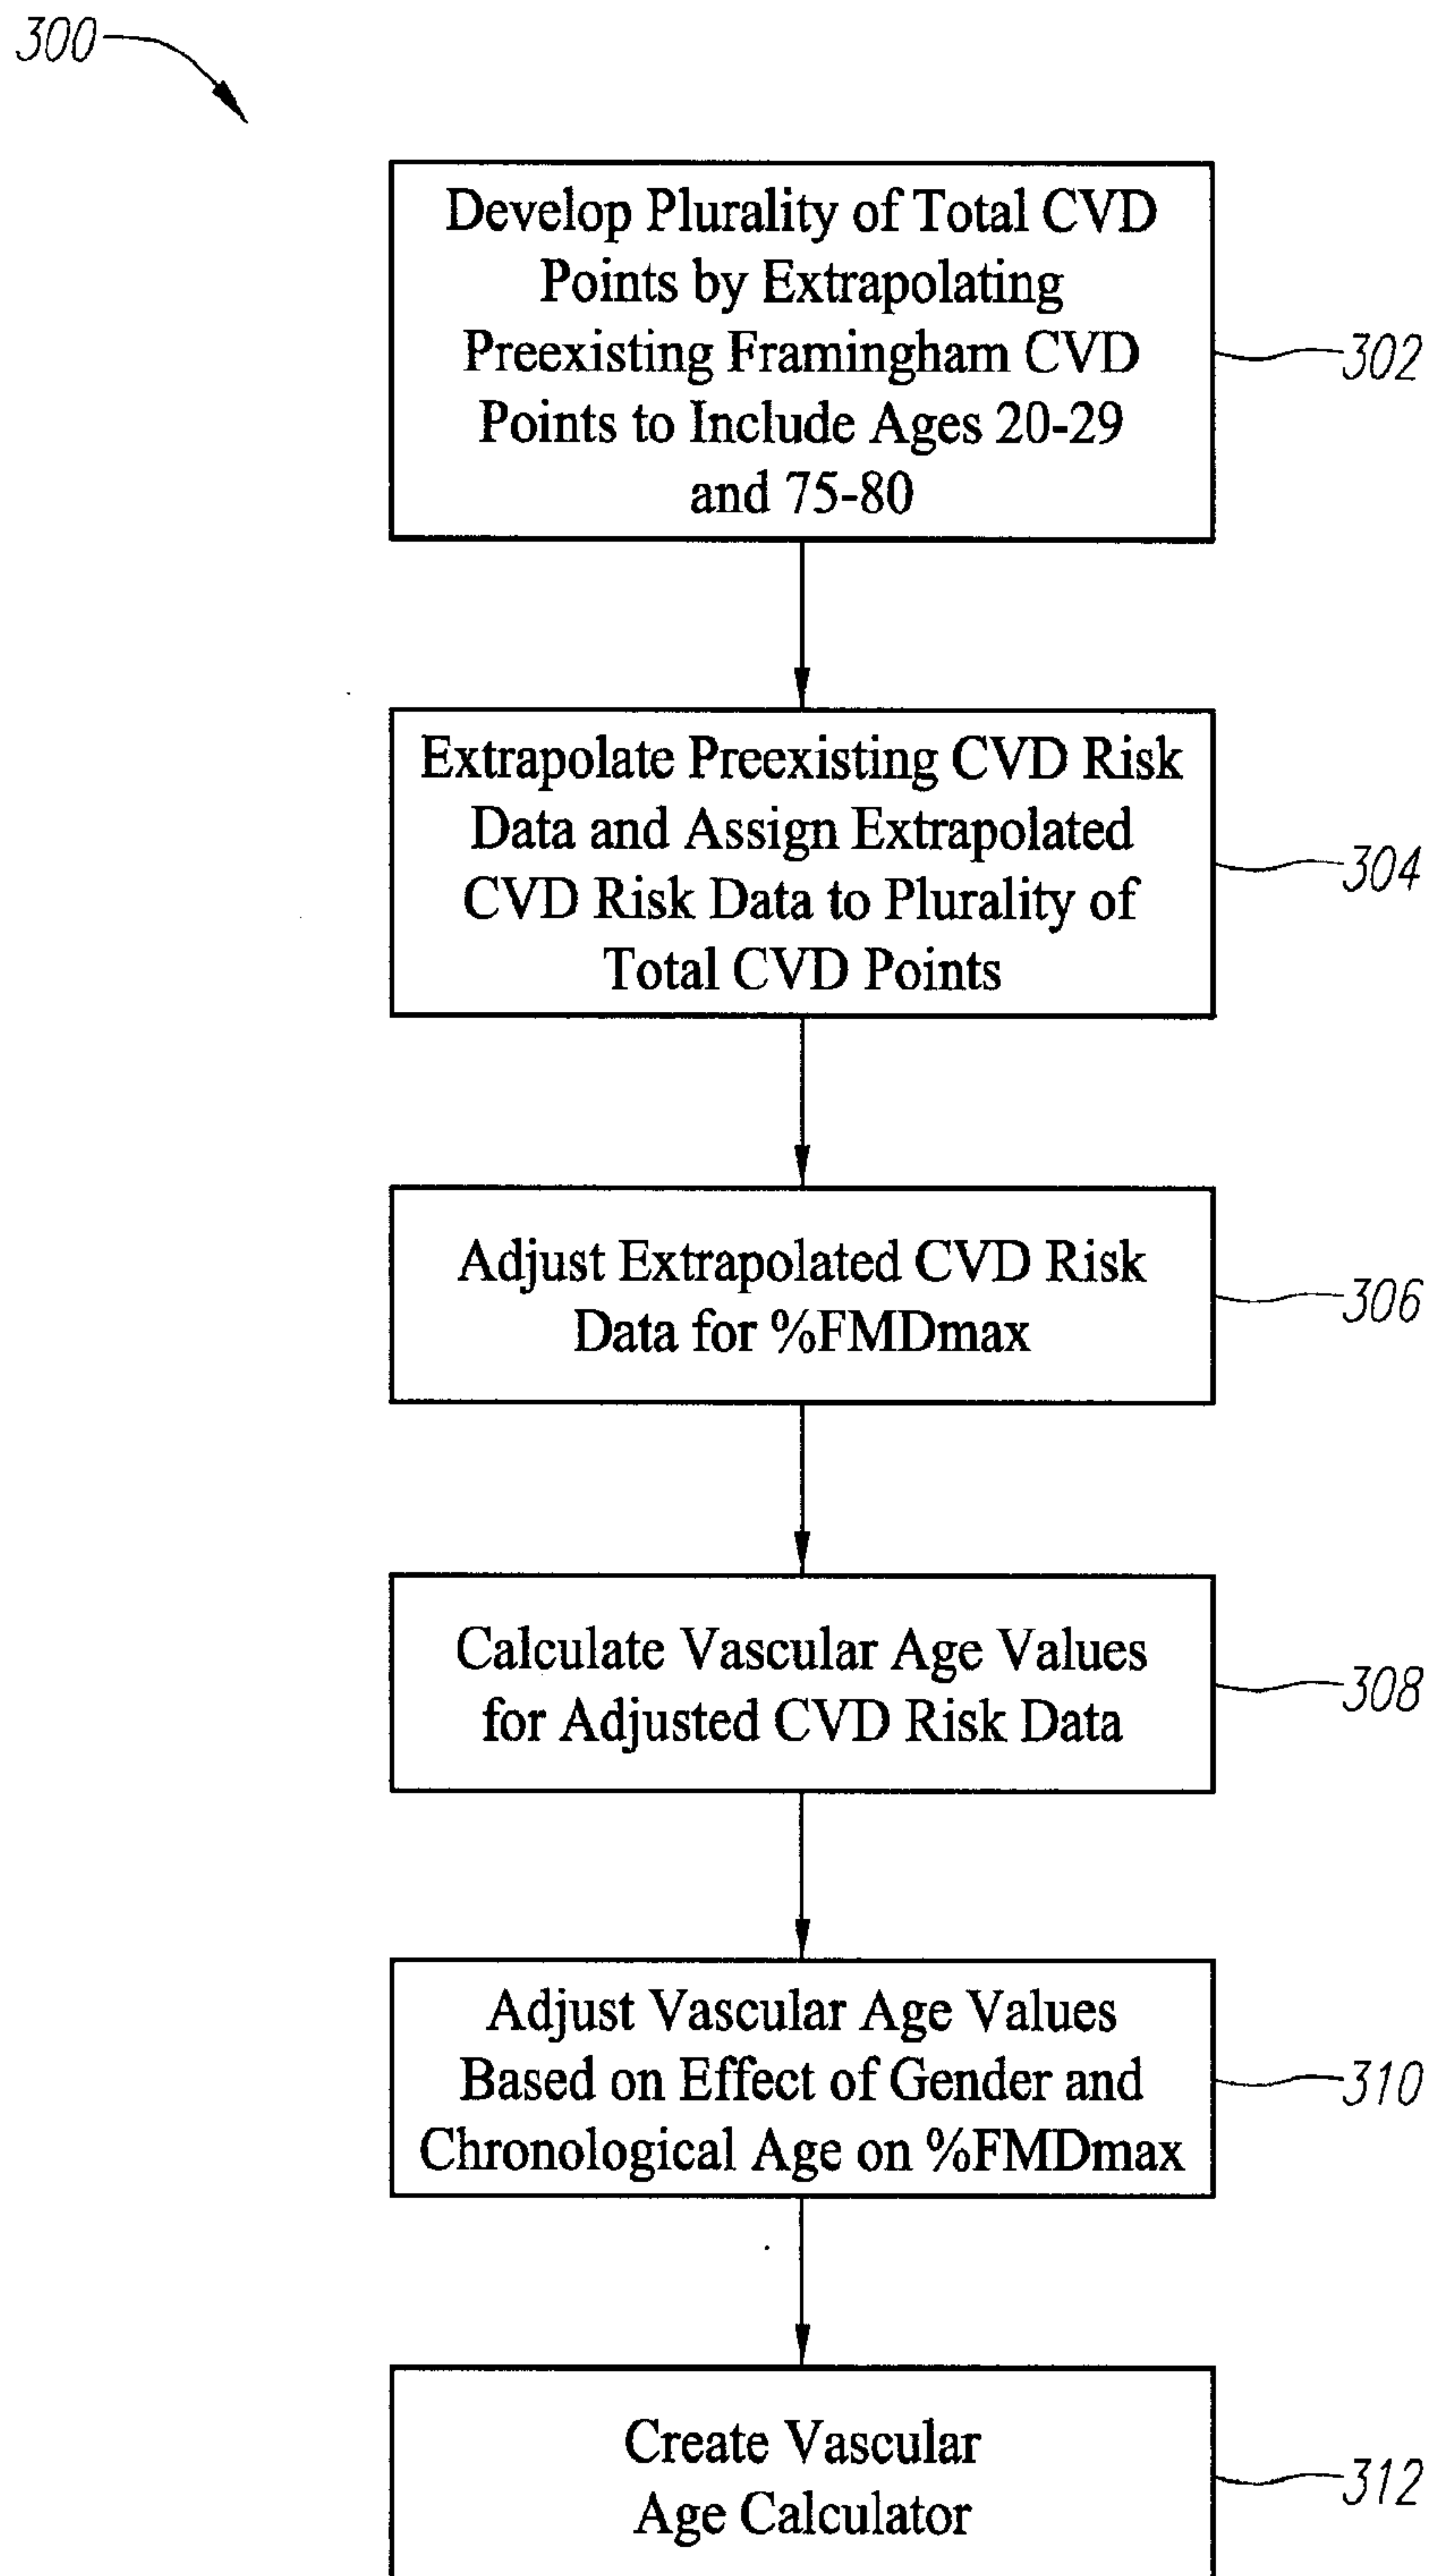 300
Develop Plurality of Total CVD
Points by Extrapolating
Preexisting Framingham CVD
Points to Include Ages 20-29
and 75-80
302
Extrapolate Preexisting CVD Risk
Data and Assign Extrapolated
CVD Risk Data to Plurality of
Total CVD Points
304
Adjust Extrapolated CVD Risk
Data for %FMDmax
306
Calculate Vascular Age Values
for Adjusted CVD Risk Data
308
Adjust Vascular Age Values
Based on Effect of Gender and
Chronological Age on %FMDmax
310
Create Vascular
Age Calculator
312